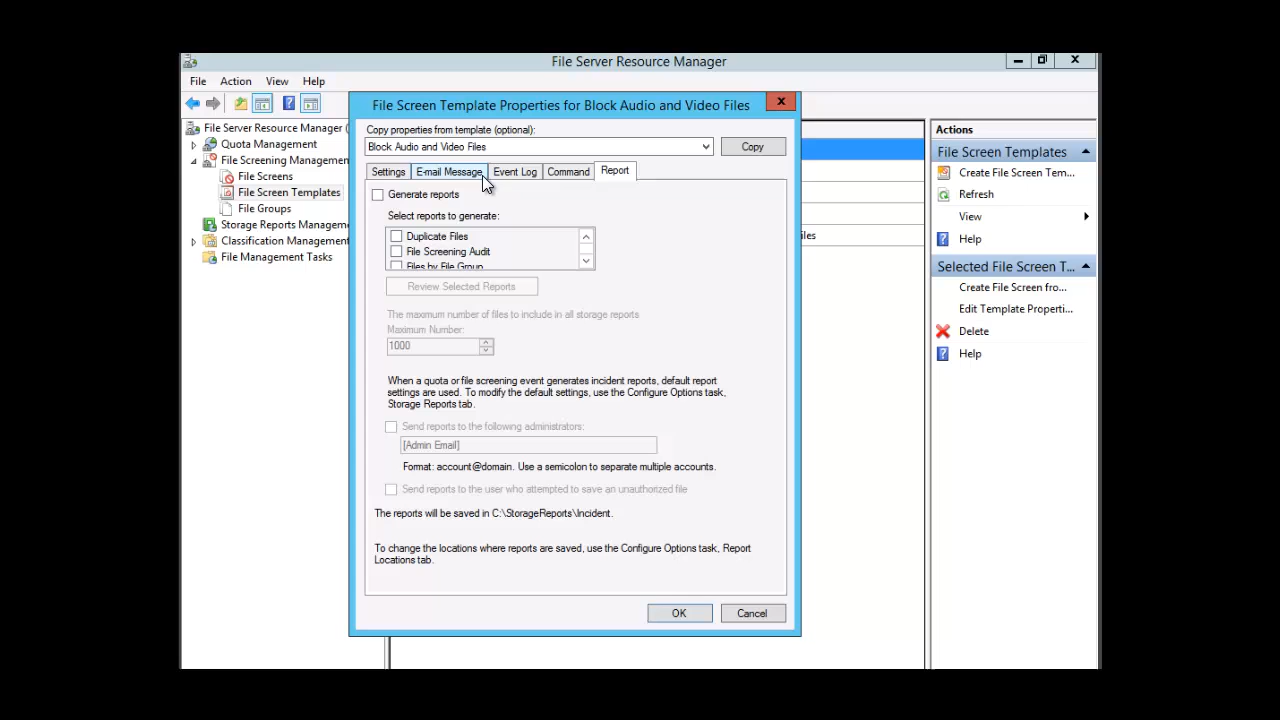 File Server Resource Manager
File Action View Help
File Server Resource Manager (
Quota Management
File Screening Managemen
File Screens
File Screen Templates
File Groups
Storage Reports Managem
Classification Management
File Management Tasks
File Screen Template Properties for Block Audio and Video Files
Copy properties from template (optional):
Block Audio and Video Files
Copy
Settings E-mail Message Event Log Command Report
Generate reports
Select reports to generate:
Duplicate Files
File Screening Audit
Files by File Group
Review Selected Reports
The maximum number of files to include in all storage reports
Maximum Number:
1000
When a quota or file screening event generates incident reports, default report
settings are used. To modify the default settings, use the Configure Options task,
Storage Reports tab.
Send reports to the following administrators:
[Admin Email]
Format: account@domain. Use a semicolon to separate multiple accounts.
Send reports to the user who attempted to save an unauthorized file
The reports will be saved in C:\StorageReports\Incident.
To change the locations where reports are saved, use the Configure Options task, Report
Locations tab.
OK Cancel
iles
Actions
File Screen Templates
Create File Screen Tem...
Refresh
View
Help
Selected File Screen T...
Create File Screen fro...
Edit Template Properti...
Delete
Help